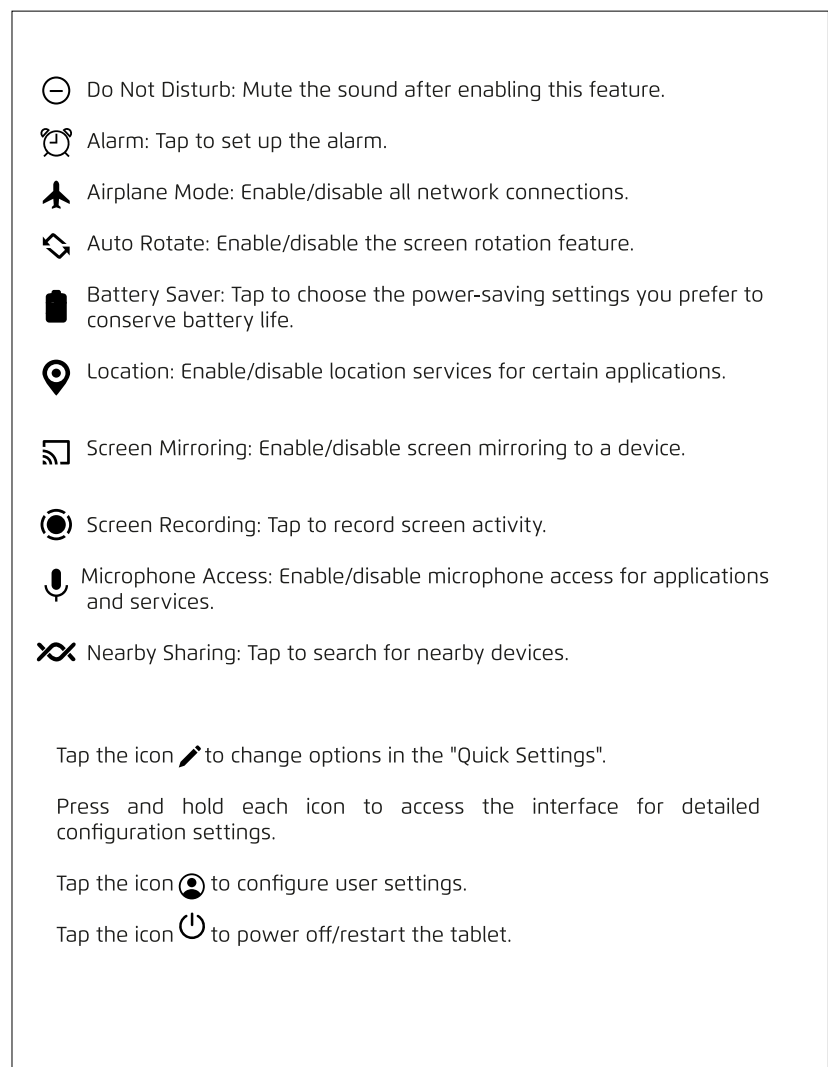 Do Not Disturb: Mute the sound after enabling this feature.
Alarm: Tap to set up the alarm.
Airplane Mode: Enable/disable all network connections.
Auto Rotate: Enable/disable the screen rotation feature.
Battery Saver: Tap to choose the power-saving settings you prefer to
conserve battery life.
Location: Enable/disable location services for certain applications.
Screen Mirroring: Enable/disable screen mirroring to a device.
Screen Recording: Tap to record screen activity.
Microphone Access: Enable/disable microphone access for applications
and services.
Nearby Sharing: Tap to search for nearby devices.
Tap the icon to change options in the "Quick Settings".
Press and hold each icon to access the interface for detailed
configuration settings.
Tap the icon to configure user settings.
Tap the icon to power off/restart the tablet.